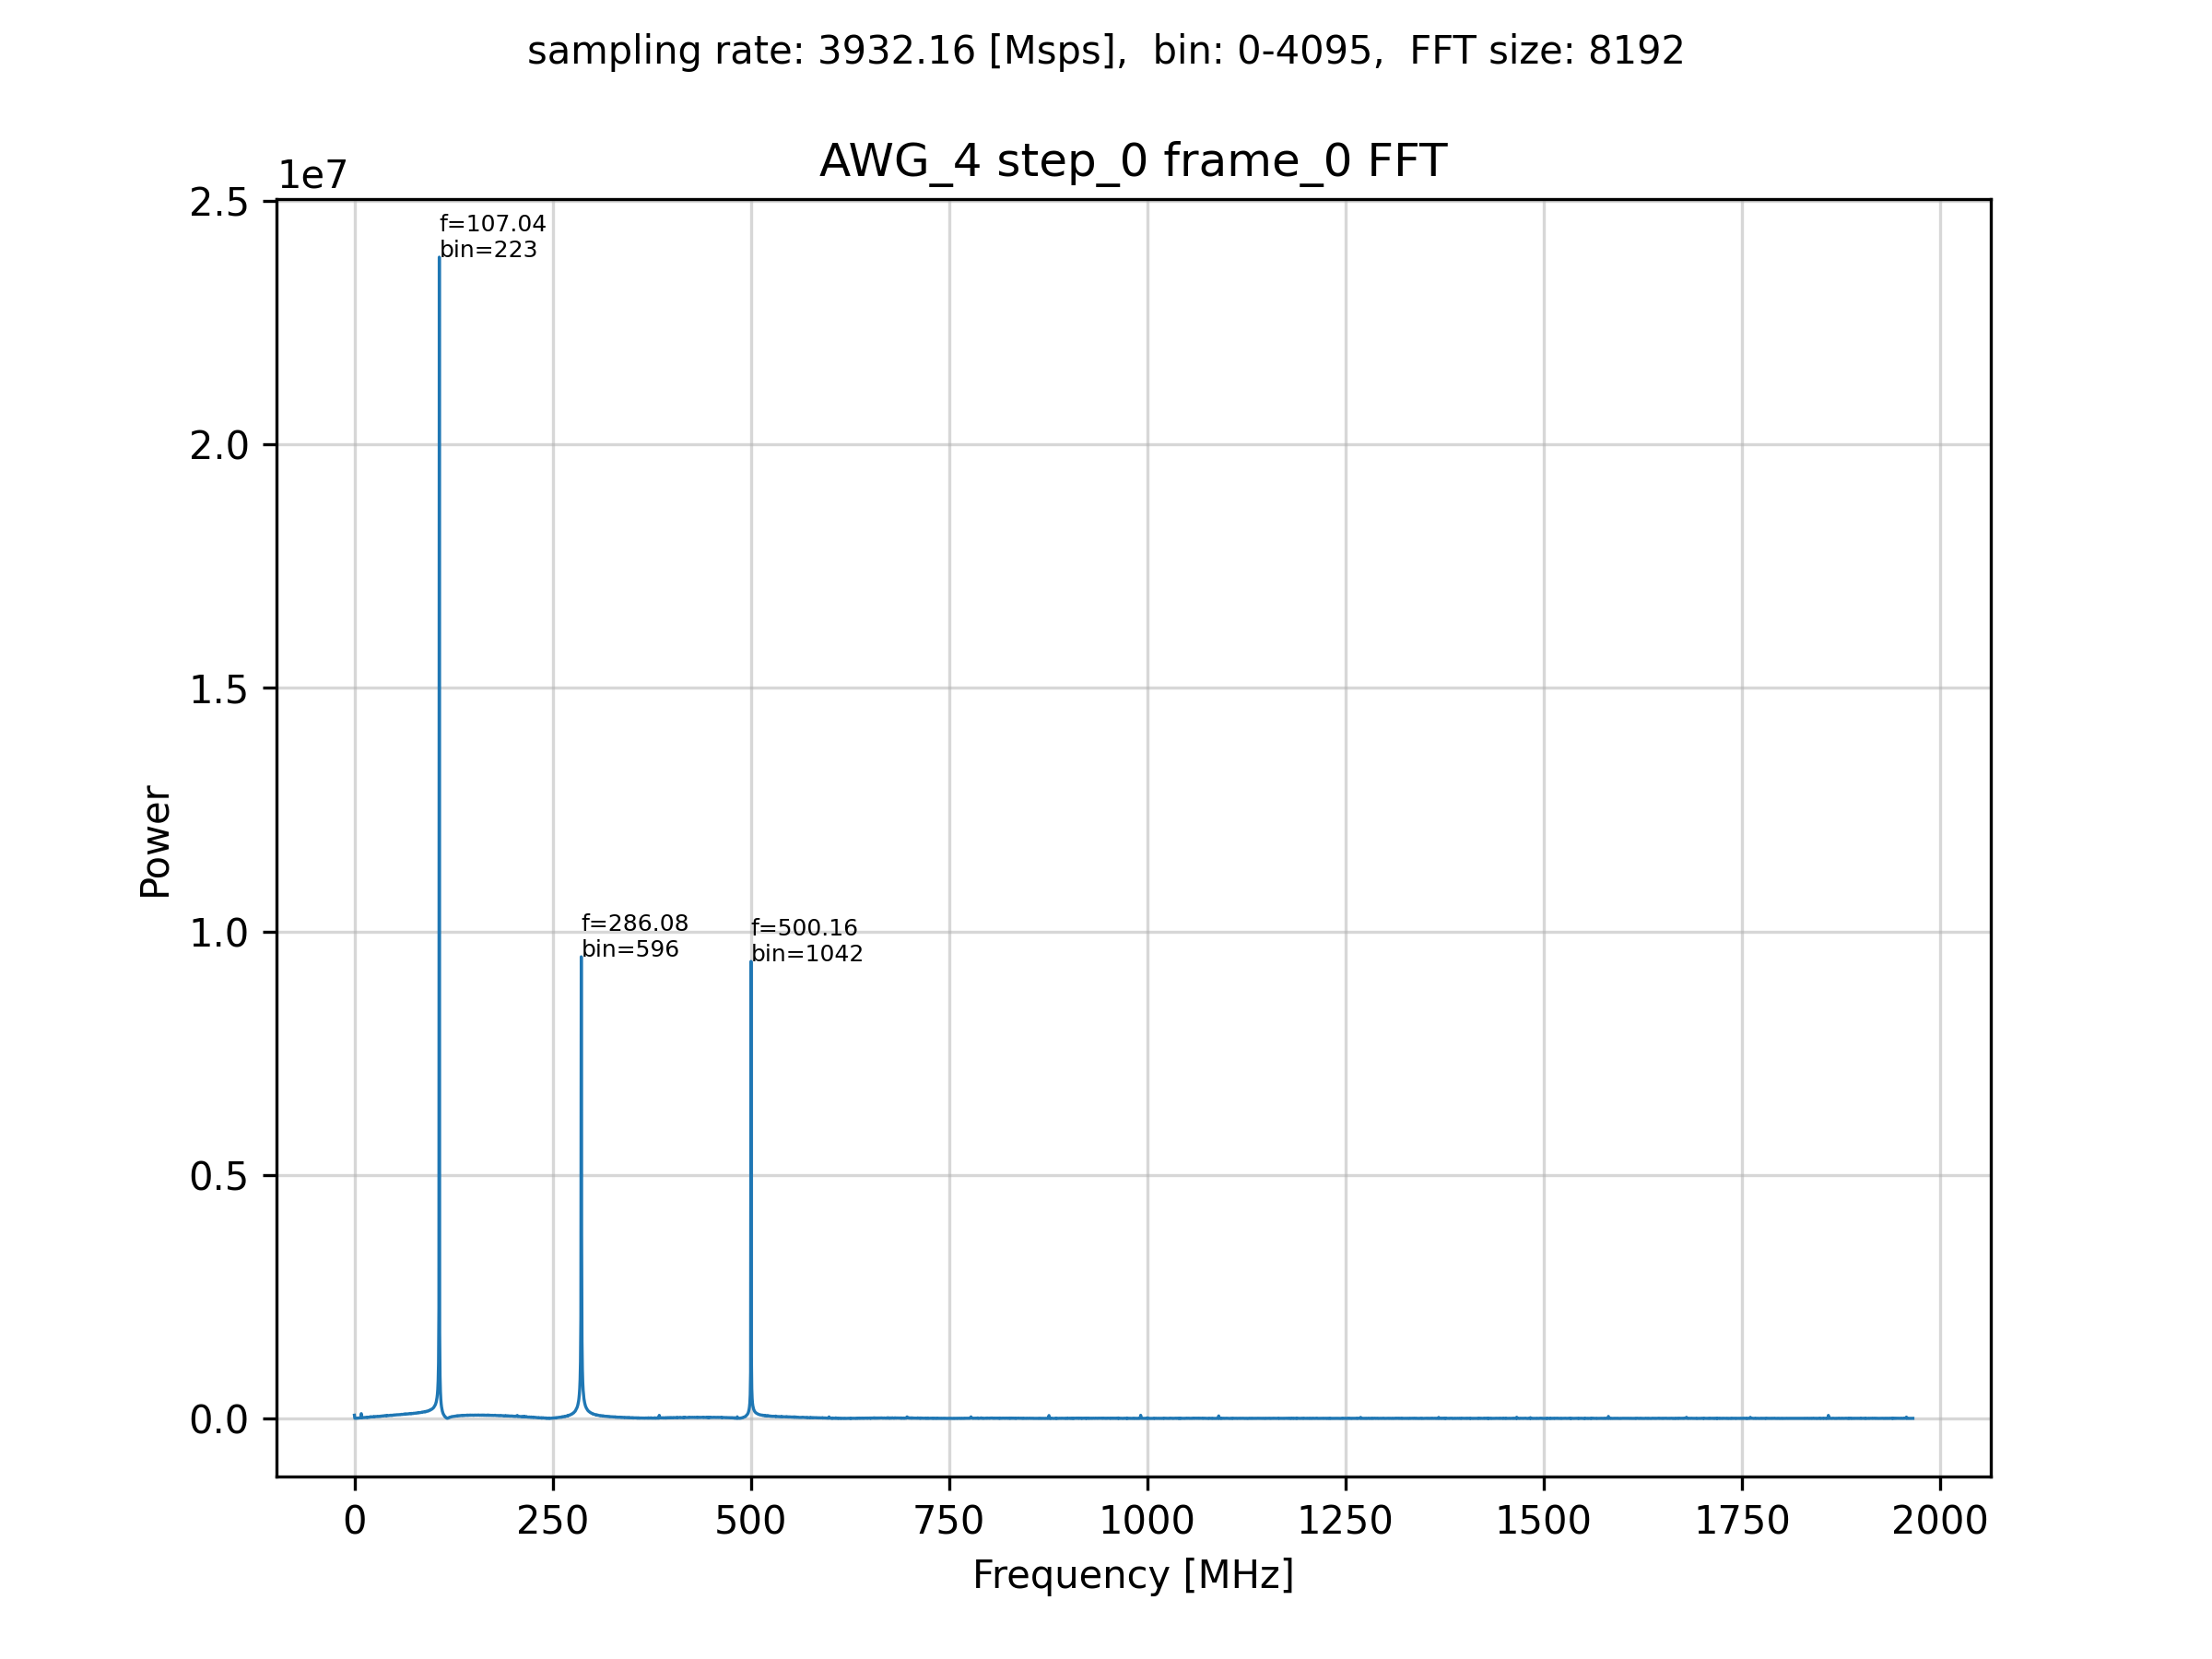 sampling rate: 3932.16 [Msps],  bin: 0-4095,  FFT size: 8192
AWG_4 step_0 frame_0 FFT
1e7
2.5
f=107.04
bin=223
2.0
1.5
Power
1.0
f=286.08
bin=596
f=500.16
bin=1042
0.5
0.0
0 250 500 750 1000 1250 1500 1750 2000
Frequency [MHz]